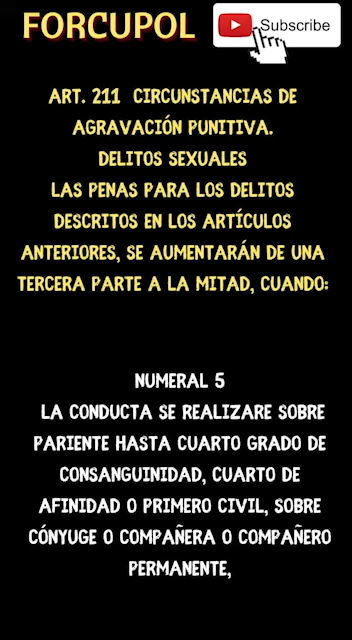 FORCUPOL
Subscribe
ART. 211 CIRCUNSTANCIAS DE
AGRAVACIÓN PUNITIVA.
DELITOS SEXUALES
LAS PENAS PARA LOS DELITOS
DESCRITOS EN LOS ARTÍCULOS
ANTERIORES, SE AUMENTARÁN DE UNA
TERCERA PARTE A LA MITAD, CUANDO:
NUMERAL 5
LA CONDUCTA SE REALIZARE SOBRE
PARIENTE HASTA CUARTO GRADO DE
CONSANGUINIDAD, CUARTO DE
AFINIDAD O PRIMERO CIVIL, SOBRE
CÓNYUGE O COMPAÑERA O COMPAÑERO
PERMANENTE,